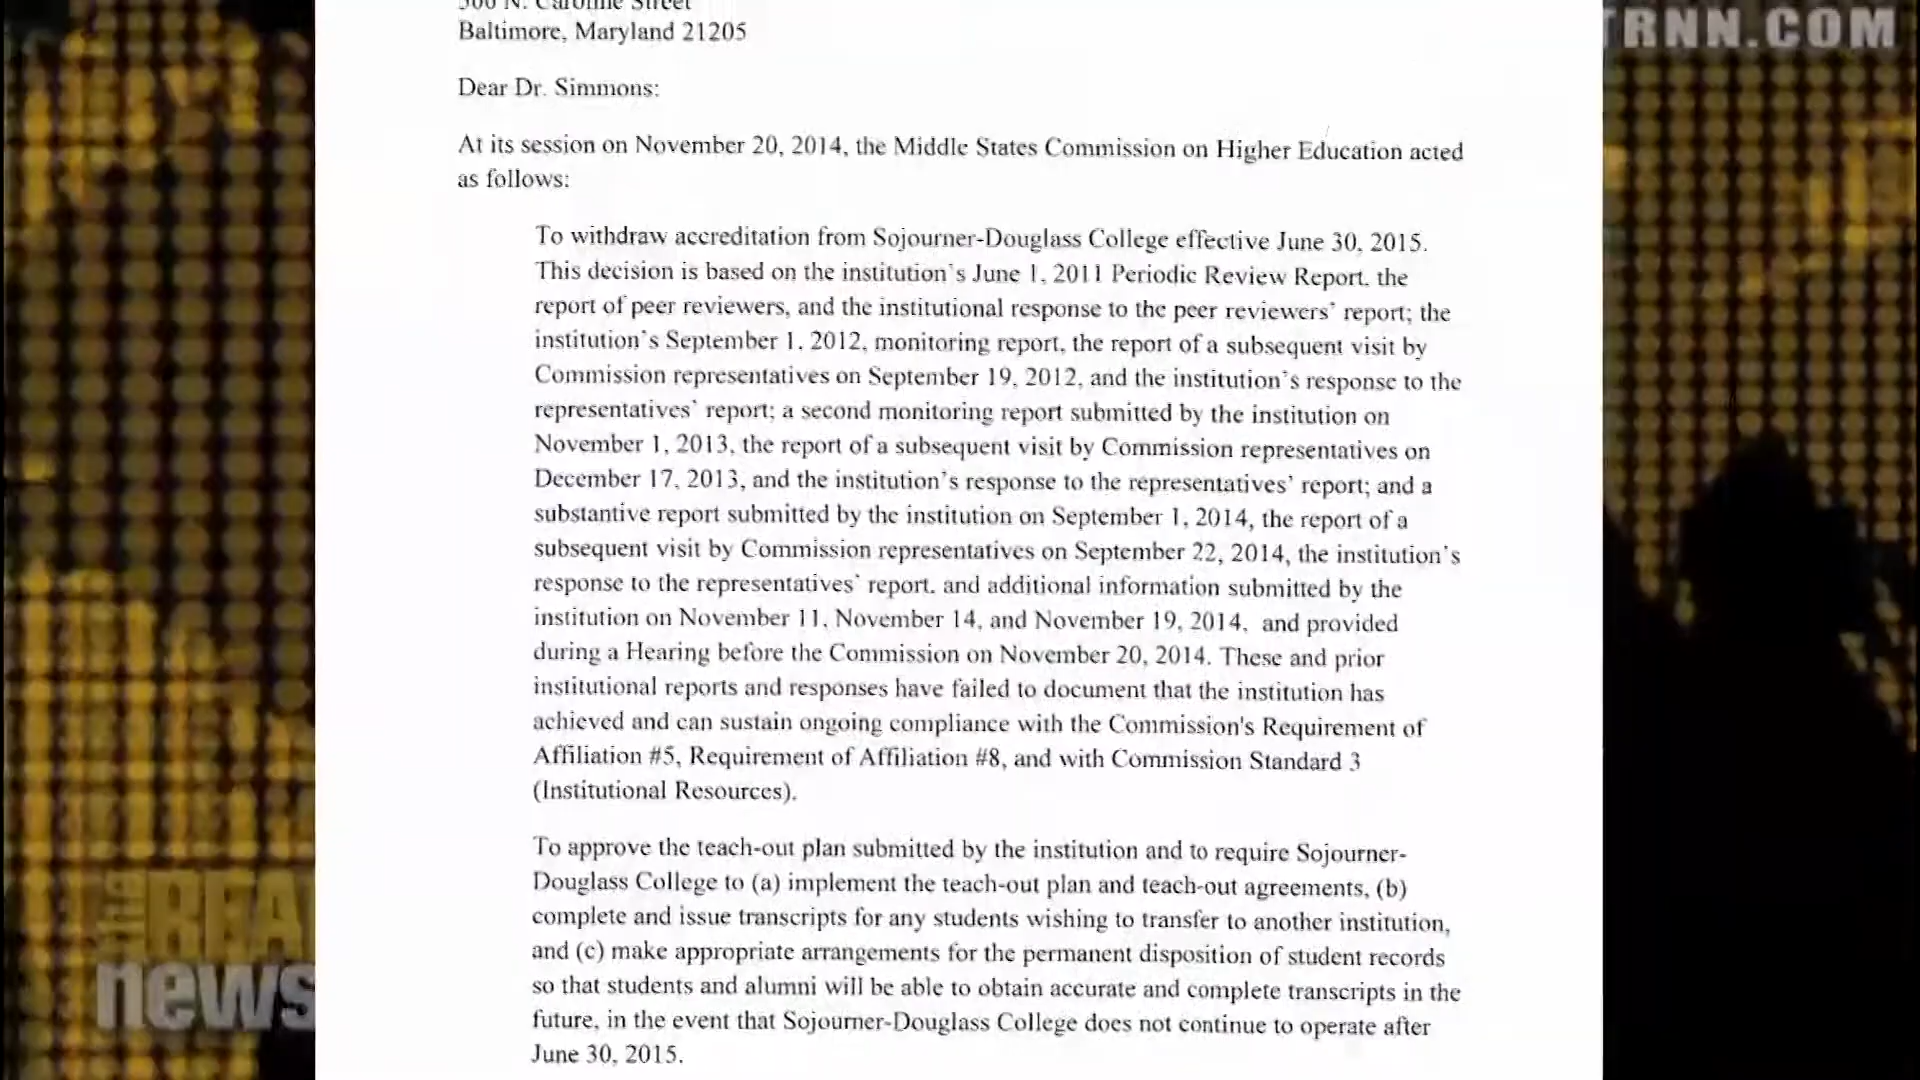 500 N. Caroline Street
Baltimore, Maryland 21205
TRNN.COM
Dear Dr. Simmons:
At its session on November 20, 2014, the Middle States Commission on Higher Education acted
as follows:
To withdraw accreditation from Sojourner-Douglass College effective June 30, 2015.
This decision is based on the institution's June 1, 2011 Periodic Review Report, the
report of peer reviewers, and the institutional response to the peer reviewers' report; the
institution's September 1, 2012, monitoring report, the report of a subsequent visit by
Commission representatives on September 19, 2012, and the institution's response to the
representatives' report; a second monitoring report submitted by the institution on
November 1, 2013, the report of a subsequent visit by Commission representatives on
December 17, 2013, and the institution's response to the representatives' report; and a
substantive report submitted by the institution on September 1, 2014, the report of a
subsequent visit by Commission representatives on September 22, 2014, the institution's
response to the representatives' report, and additional information submitted by the
institution on November 11, November 14, and November 19, 2014, and provided
during a Hearing before the Commission on November 20, 2014. These and prior
institutional reports and responses have failed to document that the institution has
achieved and can sustain ongoing compliance with the Commission's Requirement of
Affiliation #5, Requirement of Affiliation #8, and with Commission Standard 3
(Institutional Resources).
To approve the teach-out plan submitted by the institution and to require Sojourner-
Douglass College to (a) implement the teach-out plan and teach-out agreements, (b)
complete and issue transcripts for any students wishing to transfer to another institution,
and (c) make appropriate arrangements for the permanent disposition of student records
so that students and alumni will be able to obtain accurate and complete transcripts in the
future, in the event that Sojourner-Douglass College does not continue to operate after
June 30, 2015.
the REA
news